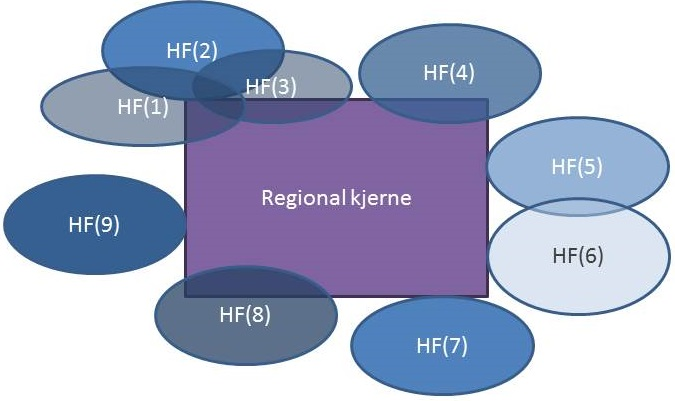 HF(2)
HF(1)
HF(3)
HF(4)
HF(5)
Regional kjerne
HF(9)
HF(6)
HF(8)
HF(7)